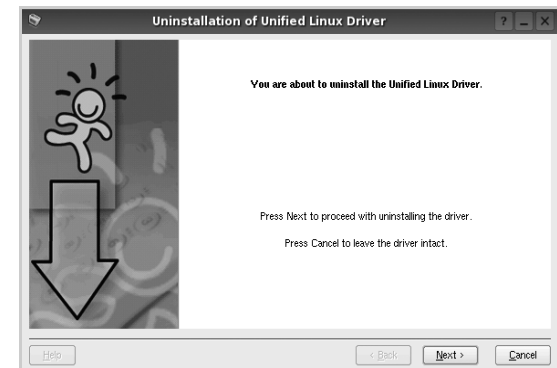 Uninstallation of Unified Linux Driver
You are about to uninstall the Unified Linux Driver.
Press Next to proceed with uninstalling the driver.
Press Cancel to leave the driver intact.
Help
< Back
Next >
Cancel